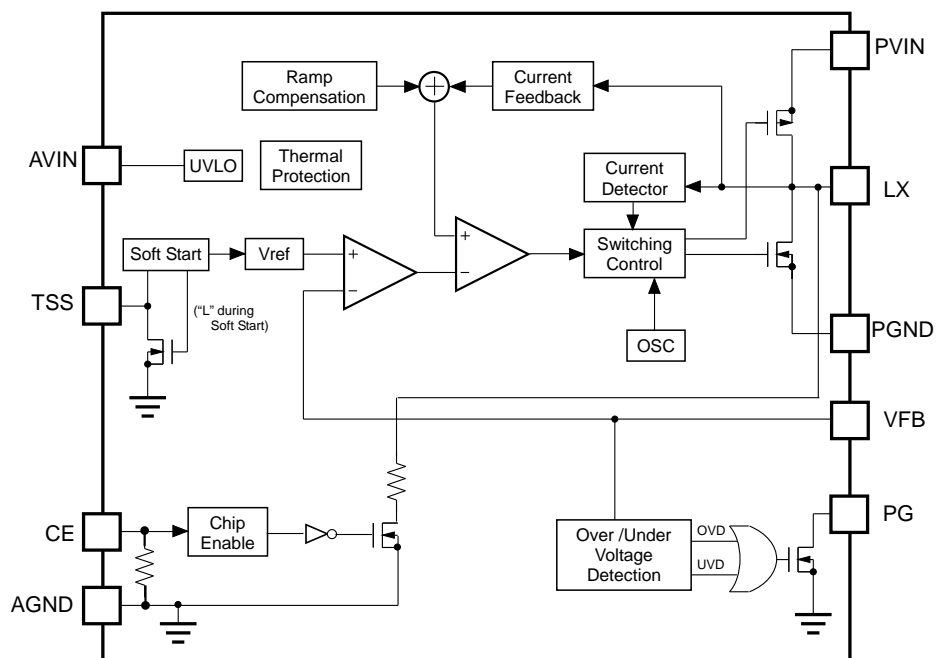 PVIN
Ramp
Compensation
+
Current
Feedback
AVIN
UVLO
Thermal
Protection
Current
Detector
LX
Soft Start
Vref
+
−
+
−
Switching
Control
TSS
("L" during
Soft Start)
OSC
PGND
VFB
CE
Chip
Enable
Over /Under
Voltage
Detection
OVD
UVD
PG
AGND